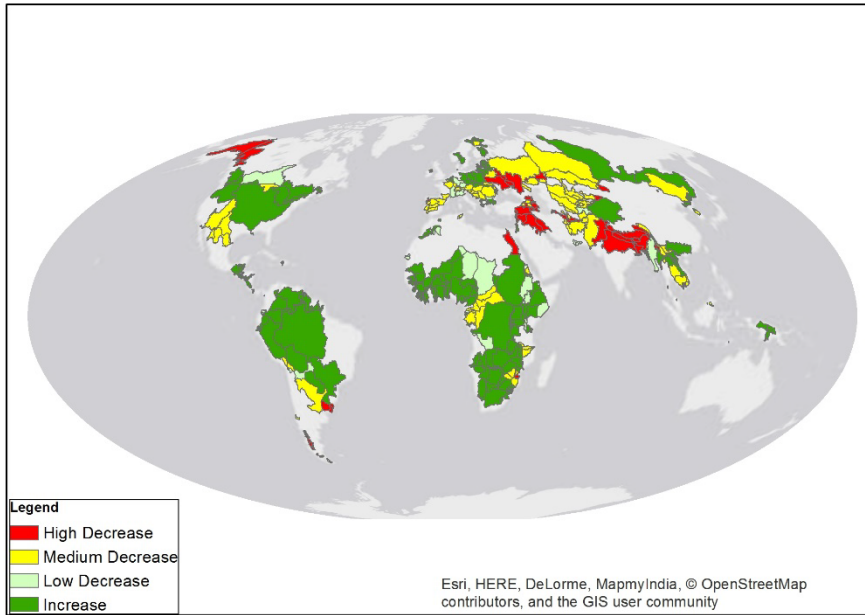 Legend
High Decrease
Medium Decrease
Low Decrease
Increase
Esri, HERE, DeLorme, MapmyIndia, © OpenStreetMap
contributors, and the GIS user community